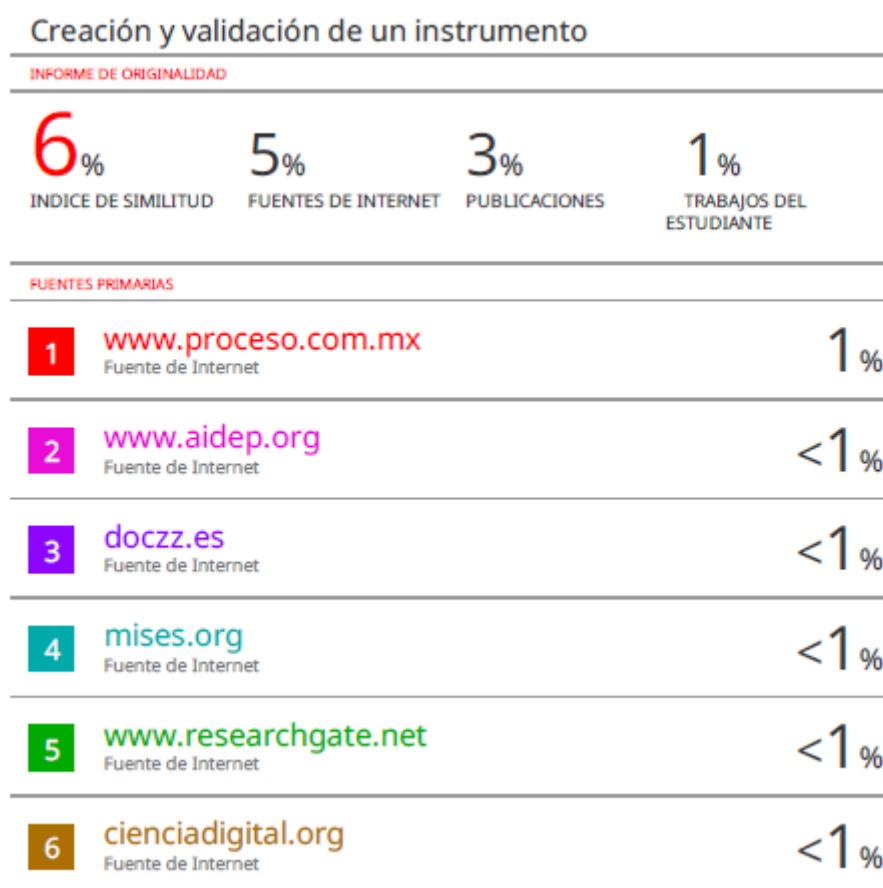 Creación y validación de un instrumento
INFORME DE ORIGINALIDAD
6% 5% 3% 1%
INDICE DE SIMILITUD FUENTES DE INTERNET PUBLICACIONES TRABAJOS DEL
ESTUDIANTE
FUENTES PRIMARIAS
1 www.proceso.com.mx 1%
Fuente de Internet
2 www.aidep.org <1%
Fuente de Internet
3 doczz.es <1%
Fuente de Internet
4 mises.org <1%
Fuente de Internet
5 www.researchgate.net <1%
Fuente de Internet
6 cienciadigital.org <1%
Fuente de Internet